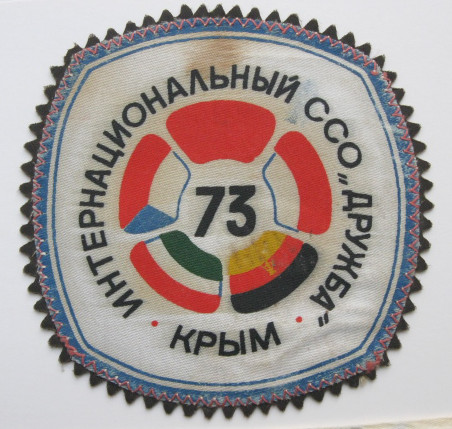 ИНТЕРНАЦИОНАЛЬНЫЙ ССО „ДРУЖБА"
73
· КРЫМ ·